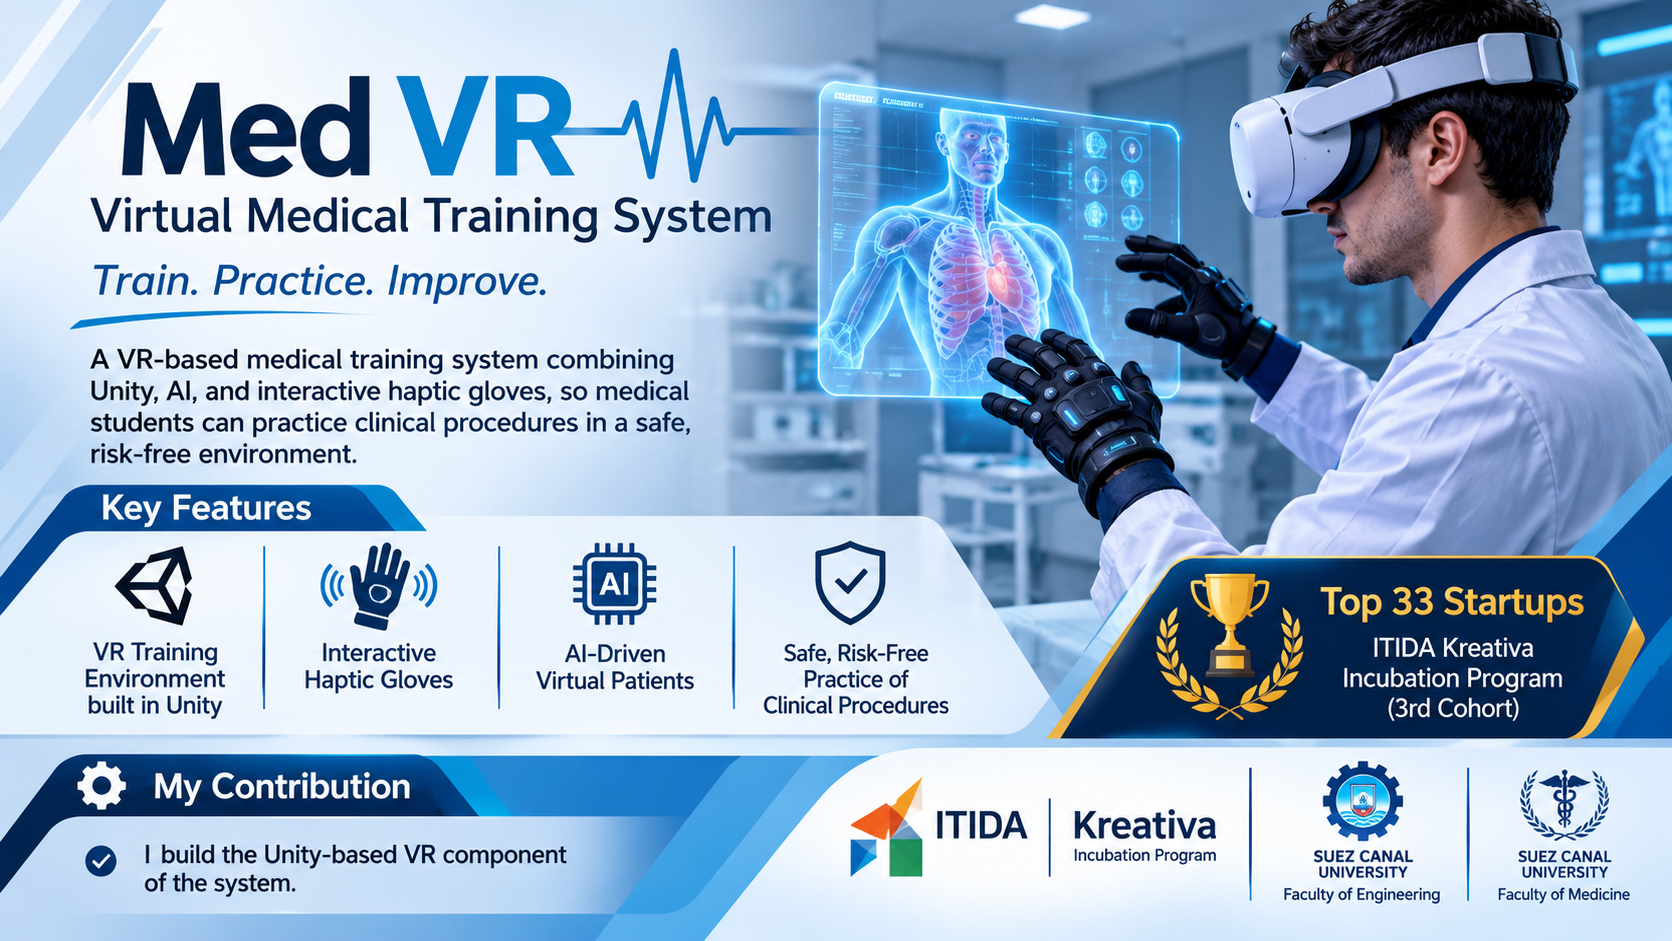 Med VR
Virtual Medical Training System
Train. Practice. Improve.
A VR-based medical training system combining
Unity, AI, and interactive haptic gloves, so medical
students can practice clinical procedures in a safe,
risk-free environment.
Key Features
VR Training
Environment
built in Unity
Interactive
Haptic Gloves
AI
AI-Driven
Virtual Patients
Safe, Risk-Free
Practice of
Clinical Procedures
Top 33 Startups
ITIDA Kreativa
Incubation Program
(3rd Cohort)
My Contribution
I build the Unity-based VR component
of the system.
ITIDA
Kreativa
Incubation Program
SUEZ CANAL
UNIVERSITY
Faculty of Engineering
SUEZ CANAL
UNIVERSITY
Faculty of Medicine